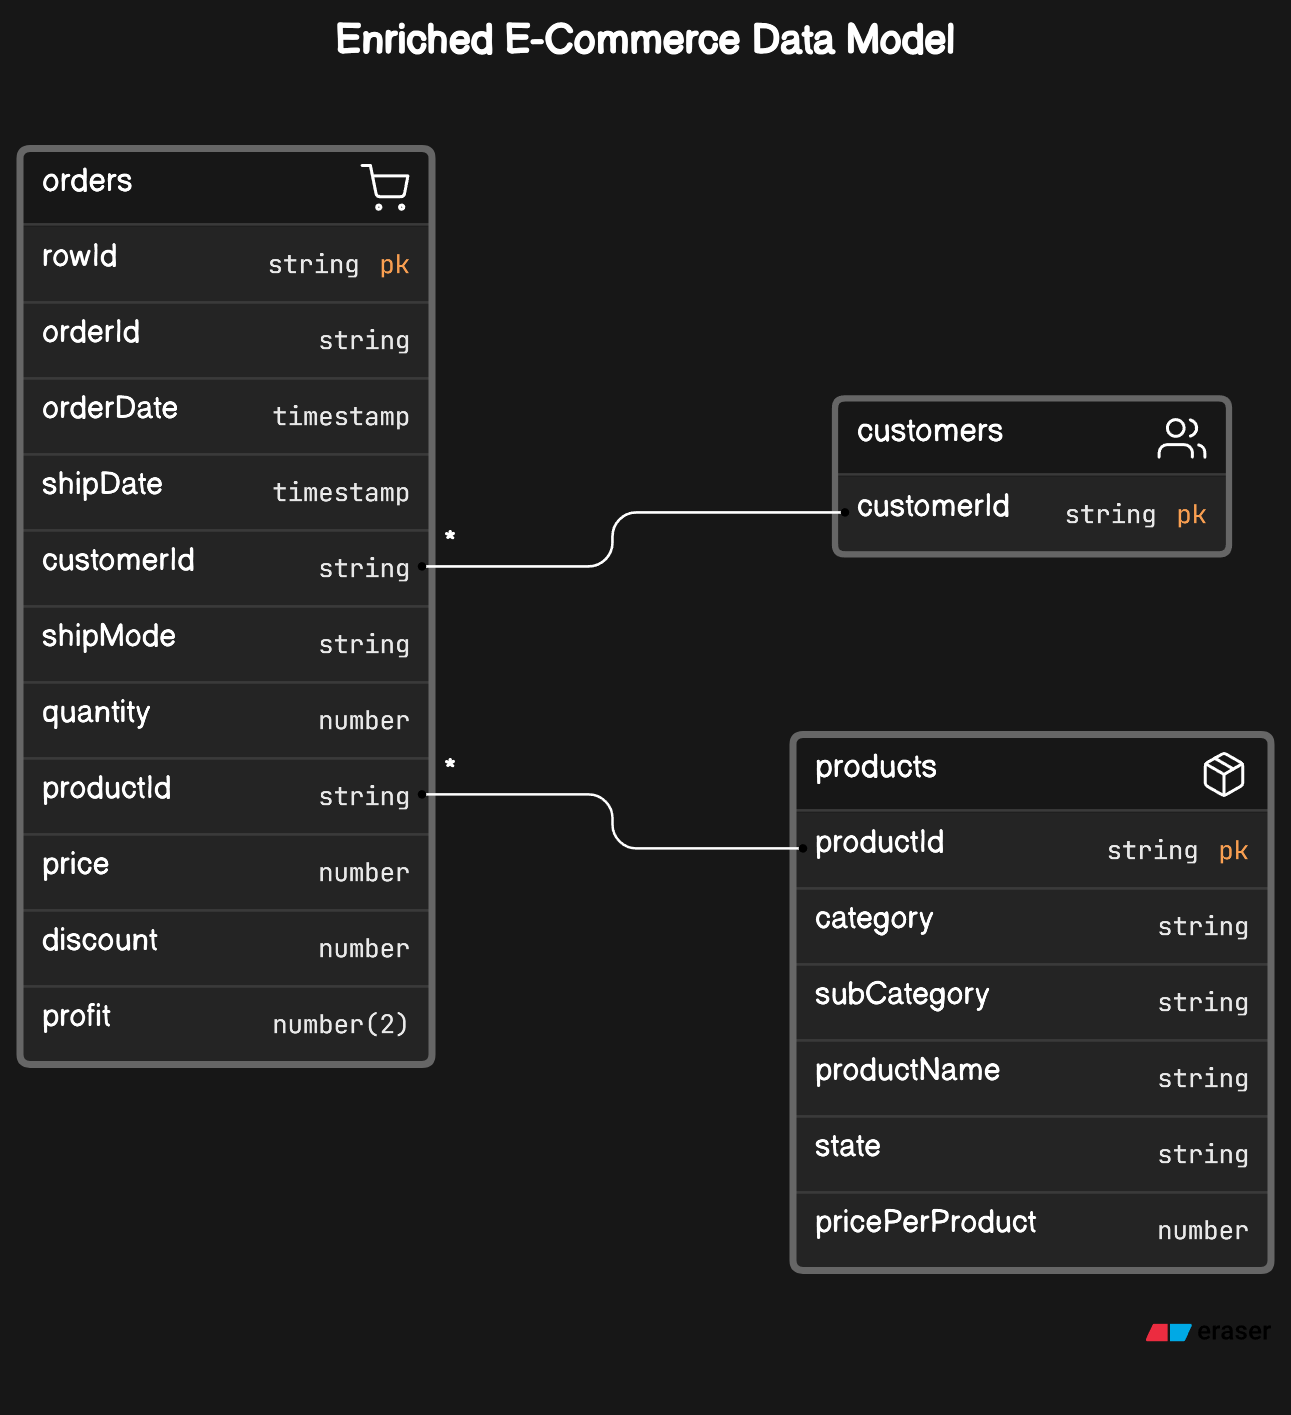 Enriched E-Commerce Data Model
orders
rowId string pk
orderId string
orderDate timestamp
shipDate timestamp
*
customerId string
shipMode string
quantity number
*
productId string
price number
discount number
profit number(2)
customers
customerId string pk
products
productId string pk
category string
subCategory string
productName string
state string
pricePerProduct number
eraser